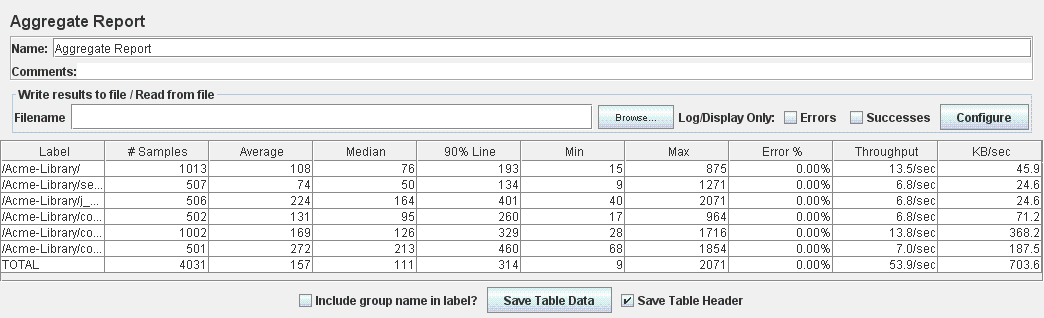 Aggregate Report
Name: Aggregate Report
Comments:
Write results to file / Read from file
Filename Browse... Log/Display Only: Errors Successes Configure
Label # Samples Average Median 90% Line Min Max Error % Throughput KB/sec
/Acme-Library/ 1013 108 76 193 15 875 0.00% 13.5/sec 45.9
/Acme-Library/se... 507 74 50 134 9 1271 0.00% 6.8/sec 24.6
/Acme-Library/j_... 506 224 164 401 40 2071 0.00% 6.8/sec 24.6
/Acme-Library/co... 502 131 95 260 17 964 0.00% 6.8/sec 71.2
/Acme-Library/co... 1002 169 126 329 28 1716 0.00% 13.8/sec 368.2
/Acme-Library/co... 501 272 213 460 68 1854 0.00% 7.0/sec 187.5
TOTAL 4031 157 111 314 9 2071 0.00% 53.9/sec 703.6
Include group name in label? Save Table Data Save Table Header